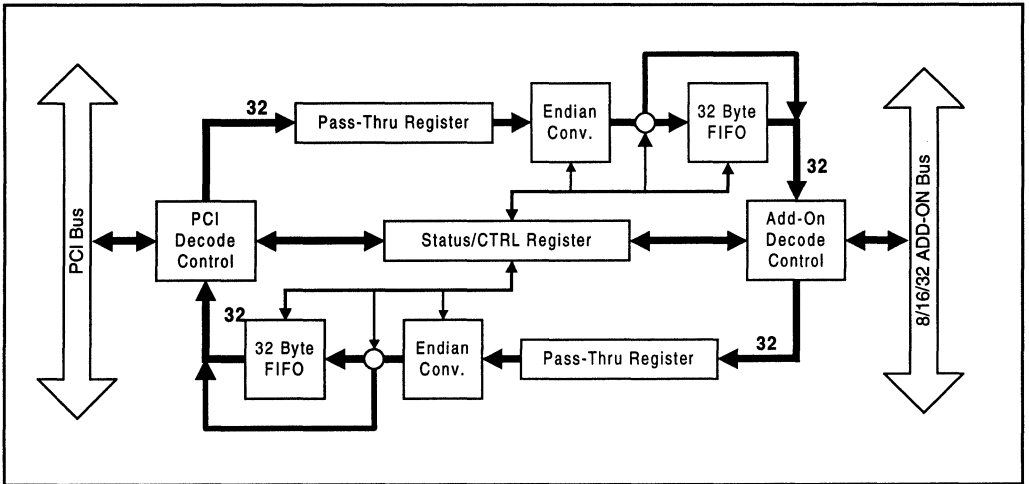 32
Pass-Thru Register
Endian
Conv.
32 Byte
FIFO
32
PCI Bus
PCI
Decode
Control
Status/CTRL Register
Add-On
Decode
Control
8/16/32 ADD-ON Bus
32
32 Byte
FIFO
Endian
Conv.
Pass-Thru Register
32